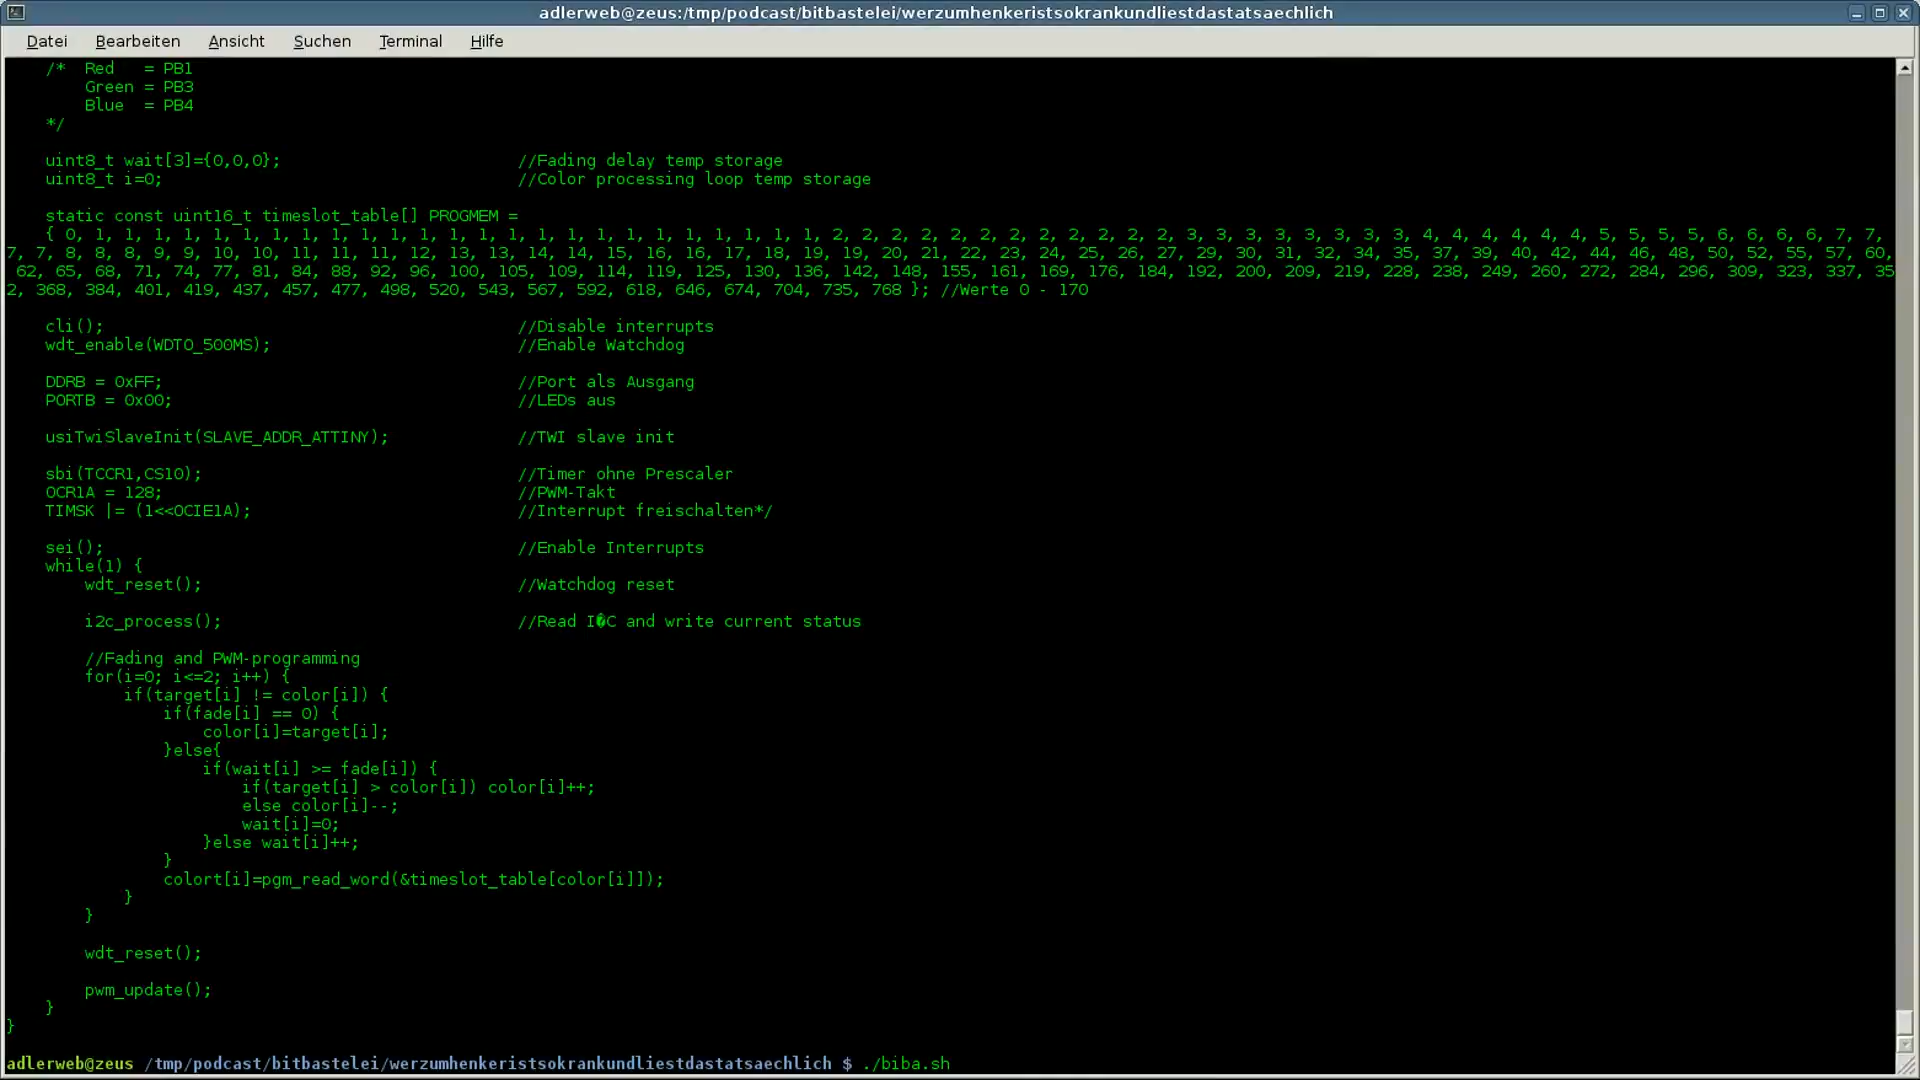 adlerweb@zeus:/tmp/podcast/bitbastelei/werzumhenkeristsokrankundliestdastatsaechlich
Datei Bearbeiten Ansicht Suchen Terminal Hilfe
/* Red = PB1
Green = PB3
Blue = PB4
*/
uint8_t wait[3]={0,0,0}; //Fading delay temp storage
uint8_t i=0; //Color processing loop temp storage
static const uint16_t timeslot_table[] PROGMEM =
{ 0, 1, 1, 1, 1, 1, 1, 1, 1, 1, 1, 1, 1, 1, 1, 1, 1, 1, 1, 1, 1, 1, 1, 1, 1, 1, 2, 2, 2, 2, 2, 2, 2, 2, 2, 2, 2, 2, 3, 3, 3, 3, 3, 3, 3, 3, 4, 4, 4, 4, 4, 4, 5, 5, 5, 5, 6, 6, 6, 6, 7, 7,
7, 7, 8, 8, 8, 9, 9, 10, 10, 11, 11, 11, 12, 13, 13, 14, 14, 15, 16, 16, 17, 18, 19, 19, 20, 21, 22, 23, 24, 25, 26, 27, 29, 30, 31, 32, 34, 35, 37, 39, 40, 42, 44, 46, 48, 50, 52, 55, 57, 60,
62, 65, 68, 71, 74, 77, 81, 84, 88, 92, 96, 100, 105, 109, 114, 119, 125, 130, 136, 142, 148, 155, 161, 169, 176, 184, 192, 200, 209, 219, 228, 238, 249, 260, 272, 284, 296, 309, 323, 337, 35
2, 368, 384, 401, 419, 437, 457, 477, 498, 520, 543, 567, 592, 618, 646, 674, 704, 735, 768 }; //Werte 0 - 170
cli(); //Disable interrupts
wdt_enable(WDTO_500MS); //Enable Watchdog
DDRB = 0xFF; //Port als Ausgang
PORTB = 0x00; //LEDs aus
usiTwiSlaveInit(SLAVE_ADDR_ATTINY); //TWI slave init
sbi(TCCR1,CS10); //Timer ohne Prescaler
OCR1A = 128; //PWM-Takt
TIMSK |= (1<<OCIE1A); //Interrupt freischalten*/
sei(); //Enable Interrupts
while(1) {
wdt_reset(); //Watchdog reset
i2c_process(); //Read I�C and write current status
//Fading and PWM-programming
for(i=0; i<=2; i++) {
if(target[i] != color[i]) {
if(fade[i] == 0) {
color[i]=target[i];
}else{
if(wait[i] >= fade[i]) {
if(target[i] > color[i]) color[i]++;
else color[i]--;
wait[i]=0;
}else wait[i]++;
}
colort[i]=pgm_read_word(&timeslot_table[color[i]]);
}
}
wdt_reset();
pwm_update();
}
}
adlerweb@zeus /tmp/podcast/bitbastelei/werzumhenkeristsokrankundliestdastatsaechlich $ ./biba.sh